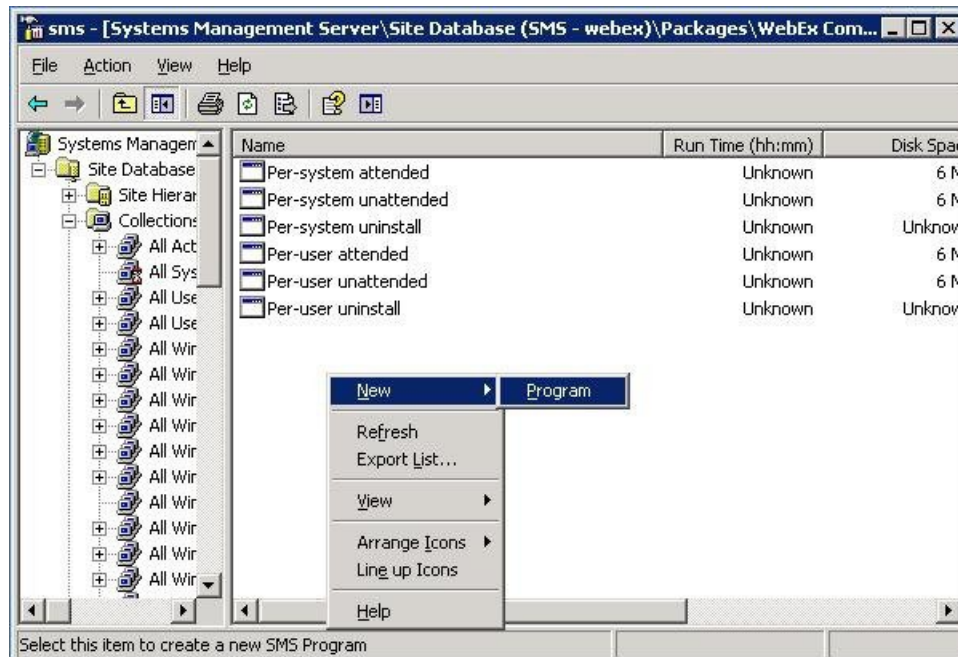 sms - [Systems Management Server\Site Database (SMS - webex)\Packages\WebEx Com...
File Action View Help
Systems Managem
Name Run Time (hh:mm) Disk Spa
Site Database
Per-system attended Unknown 6 M
Site Hierar
Per-system unattended Unknown 6 M
Collections
Per-system uninstall Unknown Unknow
All Act
Per-user attended Unknown 6 M
All Sys
Per-user unattended Unknown 6 M
All Use
Per-user uninstall Unknown Unknow
All Use
All Wir
All Wir
All Wir
All Wir
All Wir
All Wir
All Wir
All Wir
All Wir
All Wir
New Program
Refresh
Export List...
View
Arrange Icons
Line up Icons
Help
Select this item to create a new SMS Program